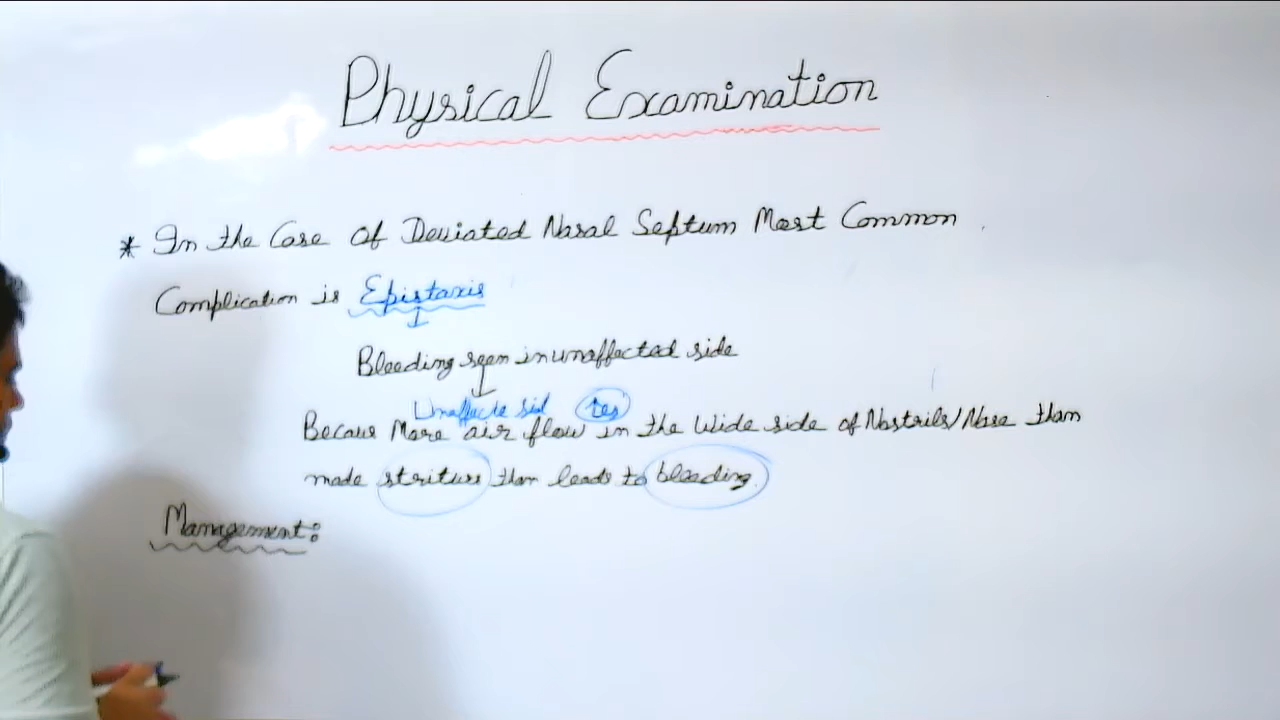 Physical Examination
* In the Case Of Deviated Nasal Septum Most Common
Complication is Epistaxis
Bleeding seen in unaffected side
Unaffecte sid yes
Becaus More air flow in the Wide side of Nostrils/Nose than
made striture than leads to bleeding.
Management: